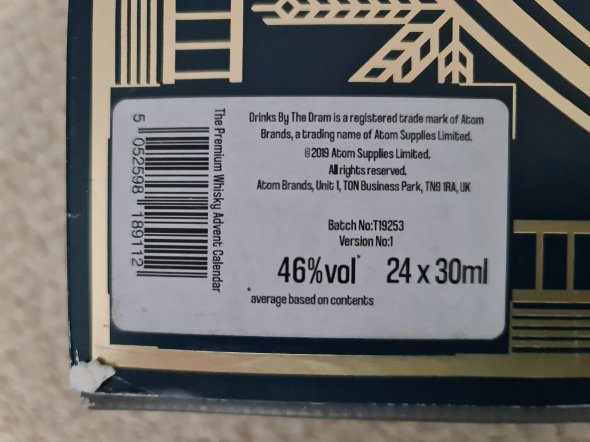 Drinks By The Dram is a registered trade mark of Atom
Brands, a trading name of Atom Supplies Limited.
©2019 Atom Supplies Limited.
All rights reserved.
Atom Brands, Unit 1, TON Business Park, TN9 1RA, UK
Batch No:T19253
Version No:1
46%vol* 24 x 30ml
*average based on contents
The Premium Whisky Advent Calendar
5 052598 189112